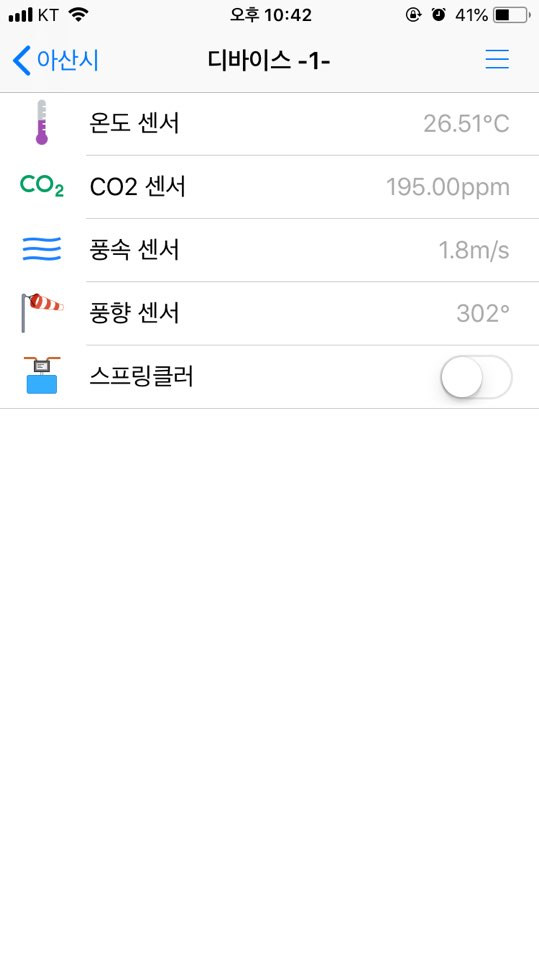 KT 오후 10:42 41%
아산시 디바이스 -1-
온도 센서 26.51°C
CO2 CO2 센서 195.00ppm
풍속 센서 1.8m/s
풍향 센서 302°
스프링클러